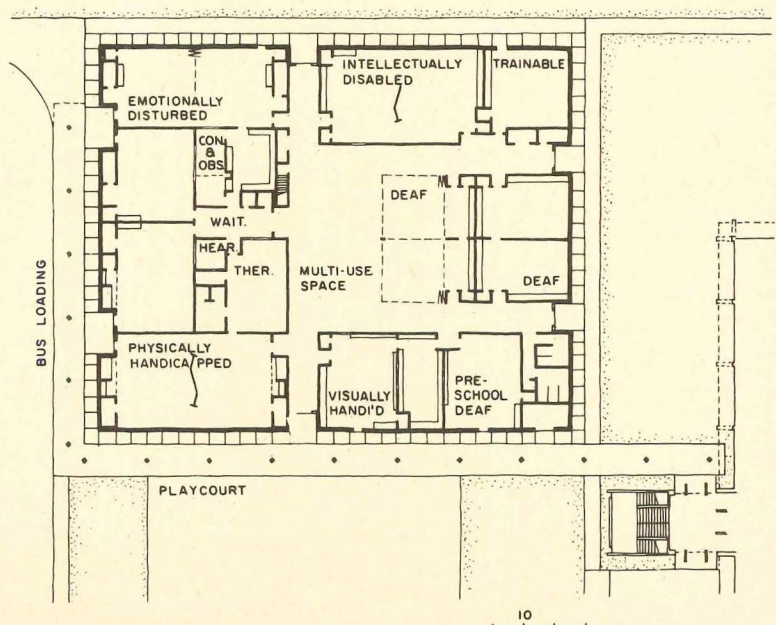 INTELLECTUALLY
DISABLED
TRAINABLE
EMOTIONALLY
DISTURBED
CON.
&
OBS.
DEAF
WAIT.
HEAR.
THER.
MULTI-USE
SPACE
DEAF
BUS LOADING
PHYSICALLY
HANDICAPPED
VISUALLY
HANDI'D
PRE-
SCHOOL
DEAF
PLAYCOURT
10